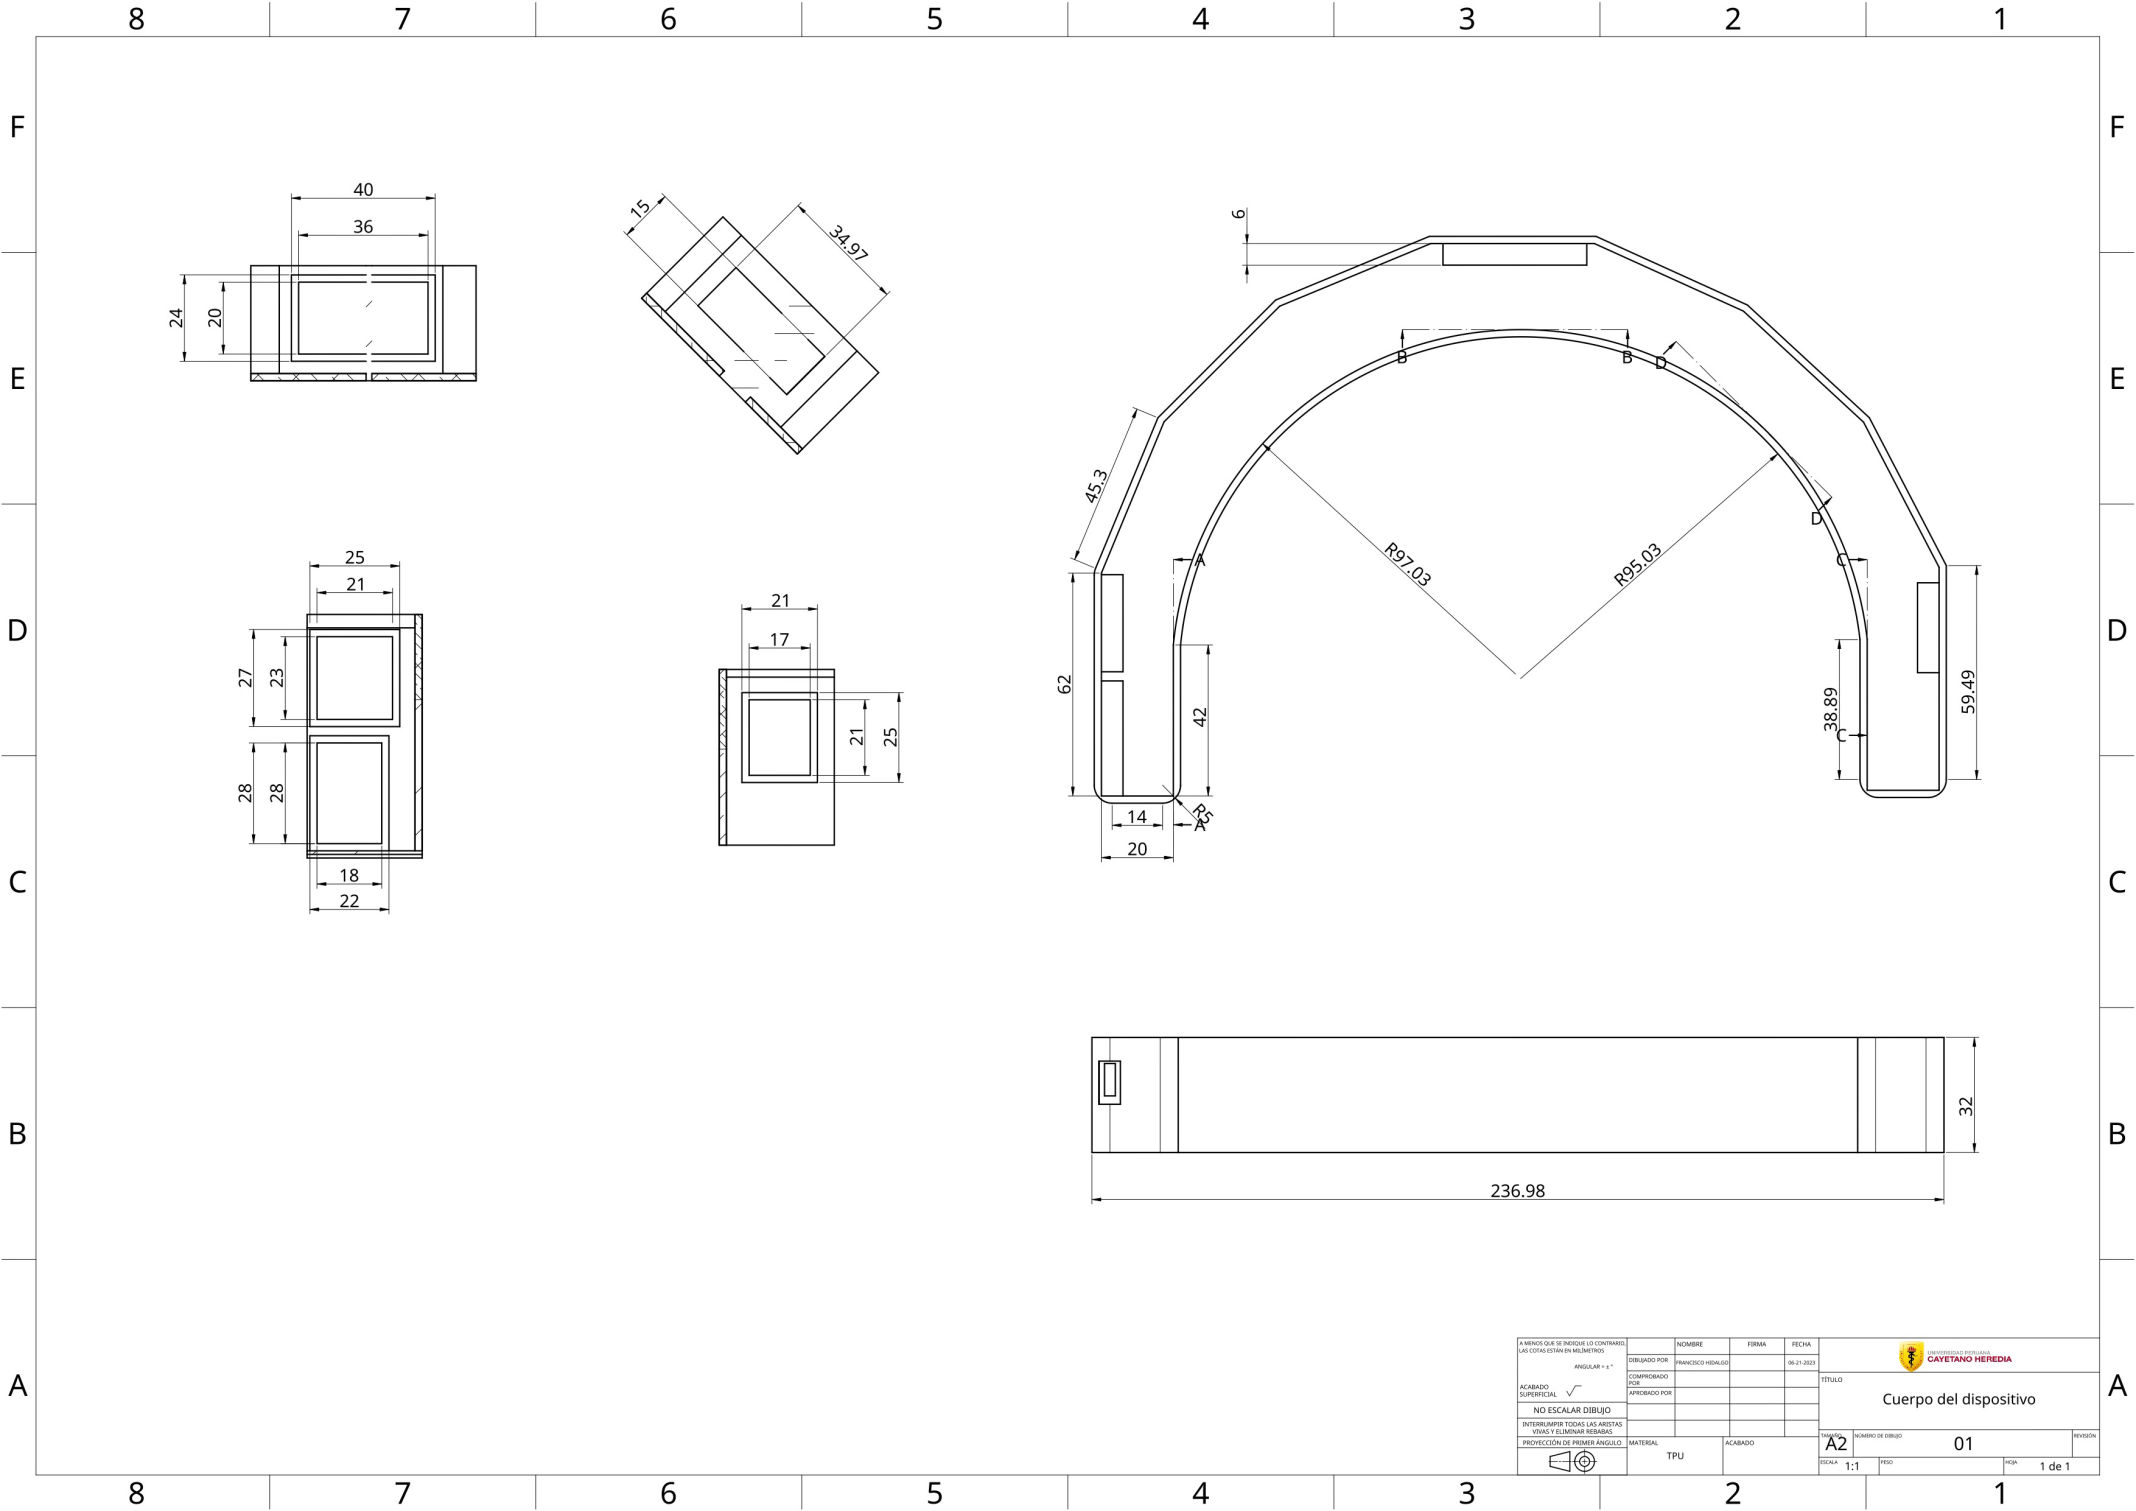 8 7 6 5 4 3 2 1
F F
E E
D D
C C
B B
A A
40
36
24
20
15
34.97
6
45.3
B B
D
D
A
A
C
C
R97.03
R95.03
62
42
R5
14
20
38.89
59.49
25
21
27
23
28
28
18
22
21
17
21
25
32
236.98
A MENOS QUE SE INDIQUE LO CONTRARIO,
LAS COTAS ESTÁN EN MILÍMETROS
ANGULAR = ± °
ACABADO
SUPERFICIAL
NO ESCALAR DIBUJO
INTERRUMPIR TODAS LAS ARISTAS
VIVAS Y ELIMINAR REBABAS
PROYECCIÓN DE PRIMER ÁNGULO
NOMBRE FIRMA FECHA
DIBUJADO POR FRANCISCO HIDALGO 06-21-2023
COMPROBADO
POR
APROBADO POR
MATERIAL
TPU
ACABADO
UNIVERSIDAD PERUANA
CAYETANO HEREDIA
TÍTULO
Cuerpo del dispositivo
TAMAÑO
A2
NÚMERO DE DIBUJO
01
REVISIÓN
ESCALA 1:1
PESO
HOJA 1 de 1
8 7 6 5 4 3 2 1